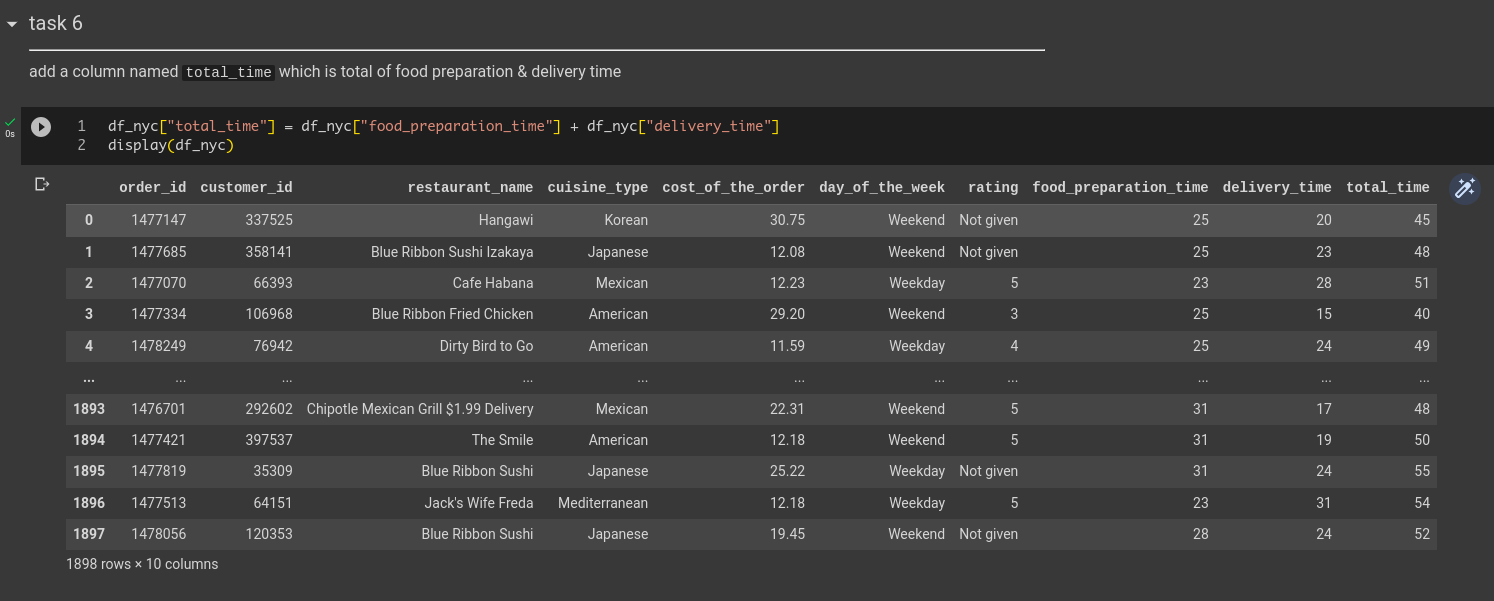 task 6
add a column named total_time which is total of food preparation & delivery time
0s
1 df_nyc["total_time"] = df_nyc["food_preparation_time"] + df_nyc["delivery_time"]
2 display(df_nyc)
order_id customer_id restaurant_name cuisine_type cost_of_the_order day_of_the_week rating food_preparation_time delivery_time total_time
0 1477147 337525 Hangawi Korean 30.75 Weekend Not given 25 20 45
1 1477685 358141 Blue Ribbon Sushi Izakaya Japanese 12.08 Weekend Not given 25 23 48
2 1477070 66393 Cafe Habana Mexican 12.23 Weekday 5 23 28 51
3 1477334 106968 Blue Ribbon Fried Chicken American 29.20 Weekend 3 25 15 40
4 1478249 76942 Dirty Bird to Go American 11.59 Weekday 4 25 24 49
... ... ... ... ... ... ... ... ... ... ...
1893 1476701 292602 Chipotle Mexican Grill $1.99 Delivery Mexican 22.31 Weekend 5 31 17 48
1894 1477421 397537 The Smile American 12.18 Weekend 5 31 19 50
1895 1477819 35309 Blue Ribbon Sushi Japanese 25.22 Weekday Not given 31 24 55
1896 1477513 64151 Jack's Wife Freda Mediterranean 12.18 Weekday 5 23 31 54
1897 1478056 120353 Blue Ribbon Sushi Japanese 19.45 Weekend Not given 28 24 52
1898 rows × 10 columns